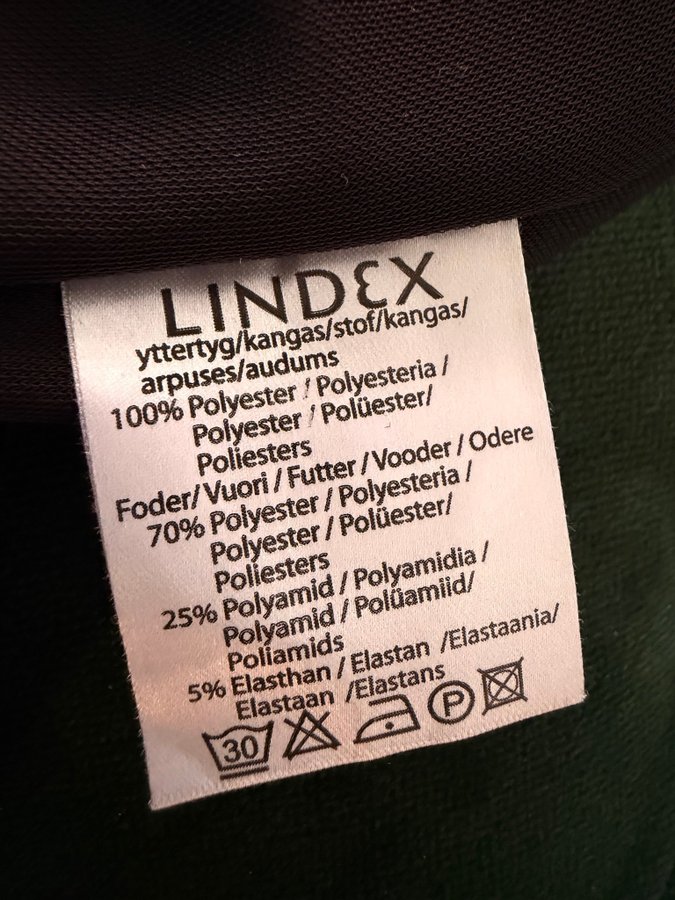 LINDEX
yttertyg/kangas/stof/kangas/
arpuses/audums
100% Polyester / Polyesteria /
Polyester / Polüester/
Poliesters
Foder/ Vuori / Futter / Vooder / Odere
70% Polyester / Polyesteria /
Polyester / Polüester/
Poliesters
25% Polyamid / Polyamidia /
Polyamid / Polüamiid/
Poliamids
5% Elasthan / Elastan /Elastaania/
Elastaan /Elastans
30 P